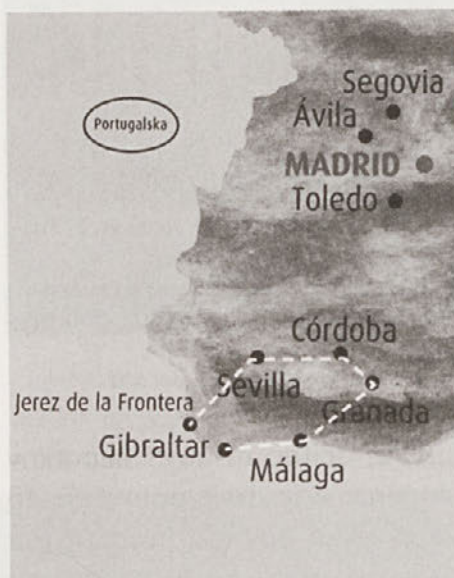 Segovia
Portugalska
Ávila
MADRID
Toledo
Córdoba
Sevilla
Granada
Jerez de la Frontera
Gibraltar
Málaga